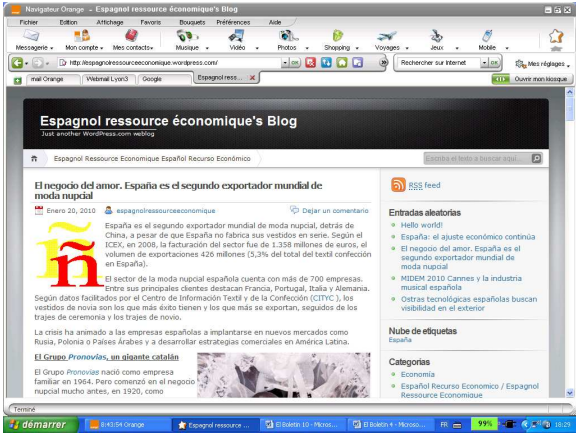 Navigateur Orange - Espagnol ressource économique's Blog
Fichier Edition Affichage Favoris Bouquets Préférences Aide
Messagerie Mon compte Mes contacts Musique Vidéo Photos Shopping Voyages Jeux Mobile
http://espagnolressourceeconomique.wordpress.com/ OK Rechercher sur Internet OK Mes réglages
mail Orange Webmail Lyon3 Google Espagnol ress... X Ouvrir mon kiosque
Espagnol ressource économique's Blog
Just another WordPress.com weblog
Espagnol Ressource Economique Español Recurso Económico
Escriba el texto a buscar aquí...
El negocio del amor. España es el segundo exportador mundial de
moda nupcial
Enero 20, 2010 espagnolressourceeconomique Dejar un comentario
ñ
ñ
España es el segundo exportador mundial de moda nupcial, detrás de
China, a pesar de que España no fabrica sus vestidos en serie. Según el
ICEX, en 2008, la facturación del sector fue de 1.358 millones de euros, el
volumen de exportaciones 426 millones (5,3% del total del textil confección
en España).
El sector de la moda nupcial española cuenta con más de 700 empresas.
Entre sus principales clientes destacan Francia, Portugal, Italia y Alemania.
Según datos facilitados por el Centro de Información Textil y de la Confección (CITYC ), los
vestidos de novia son los que más éxito tienen y los que más se exportan, seguidos de los
trajes de ceremonia y los trajes de novio.
La crisis ha animado a las empresas españolas a implantarse en nuevos mercados como
Rusia, Polonia o Países Árabes y a desarrollar estrategias comerciales en América Latina.
El Grupo Pronovias, un gigante catalán
El Grupo Pronovias nació como empresa
familiar en 1964. Pero comenzó en el negocio
nupcial mucho antes, en 1920, como
RSS feed
Entradas aleatorias
Hello world!
España: el ajuste económico continúa
El negocio del amor. España es el
segundo exportador mundial de
moda nupcial
MIDEM 2010 Cannes y la industria
musical española
Ostras tecnológicas españolas buscan
visibilidad en el exterior
Nube de etiquetas
España
Categorías
Economía
Español Recurso Economico / Espagnol
Ressource Economique
Terminé
démarrer 8:43:54 Orange Espagnol ressource ... El Boletin 10 - Micros... El Boletin 4 - Microso... FR 99% 18:29